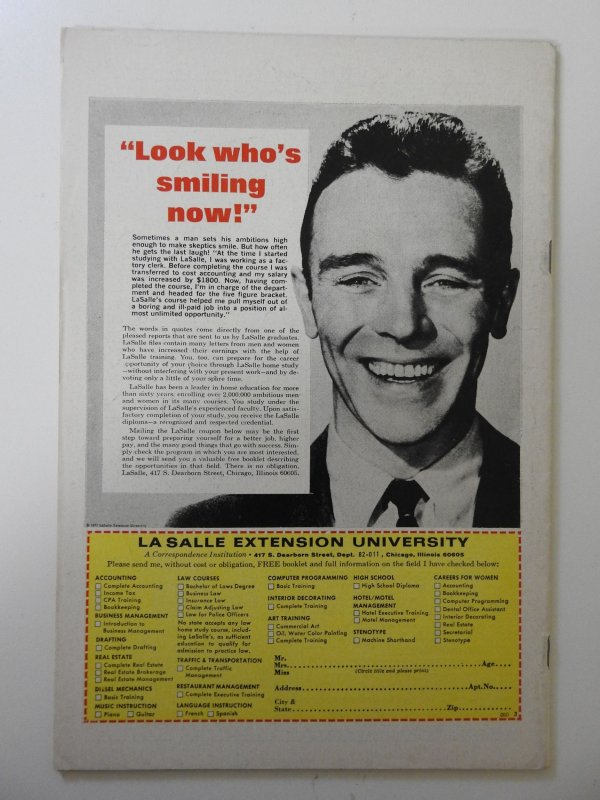 “Look who’s
smiling
now!”
Sometimes a man sets his ambitions high
enough to make skeptics smile. But how often
he gets the last laugh! “At the time I started
studying with LaSalle, I was working as a fac-
tory clerk. Before completing the course I was
transferred to cost accounting and my salary
was increased by $1800. Now, having com-
pleted the course, I’m in charge of the depart-
ment and headed for the five figure bracket.
LaSalle’s course helped me pull myself out of
a boring and ill-paid job into a position of al-
most unlimited opportunity.”
The words in quotes come directly from one of the
pleased reports that are sent to us by LaSalle graduates.
LaSalle files contain many letters from men and women
who have increased their earnings with the help of
LaSalle training. You, too, can prepare for the career
opportunity of your choice through LaSalle home study
—without interfering with your present work—and by de-
voting only a little of your spare time.
LaSalle has been a leader in home education for more
than sixty years, enrolling over 2,000,000 ambitious men
and women in its many courses. You study under the
supervision of LaSalle’s experienced faculty. Upon satis-
factory completion of your study, you receive the LaSalle
diploma—a recognized and respected credential.
Mailing the LaSalle coupon below may be the first
step toward preparing yourself for a better job, higher
pay, and the many good things that go with success. Sim-
ply check the program in which you are most interested,
and we will send you a valuable free booklet describing
the opportunities in that field. There is no obligation.
LaSalle, 417 S. Dearborn Street, Chicago, Illinois 60605.
LaSalle Extension University
LA SALLE EXTENSION UNIVERSITY
A Correspondence Institution • 417 S. Dearborn Street, Dept. 82-011, Chicago, Illinois 60605
Please send me, without cost or obligation, FREE booklet and full information on the field I have checked below:
ACCOUNTING
Complete Accounting
Income Tax
CPA Training
Bookkeeping
BUSINESS MANAGEMENT
Introduction to
Business Management
DRAFTING
Complete Drafting
REAL ESTATE
Complete Real Estate
Real Estate Brokerage
Real Estate Management
DIESEL MECHANICS
Basic Training
MUSIC INSTRUCTION
Piano Guitar
LAW COURSES
Bachelor of Laws Degree
Business Law
Insurance Law
Claim Adjusting Law
Law for Police Officers
No state accepts any law
home study course, includ-
ing LaSalle’s, as sufficient
education to qualify for
admission to practice law.
TRAFFIC & TRANSPORTATION
Complete Traffic
Management
RESTAURANT MANAGEMENT
Complete Executive Training
LANGUAGE INSTRUCTION
French Spanish
COMPUTER PROGRAMMING
Basic Training
INTERIOR DECORATING
Complete Training
ART TRAINING
Commercial Art
Oil, Water Color Painting
Complete Training
HIGH SCHOOL
High School Diploma
HOTEL/MOTEL
MANAGEMENT
Hotel Executive Training
Motel Management
STENOTYPE
Machine Shorthand
CAREERS FOR WOMEN
Accounting
Bookkeeping
Computer Programming
Dental Office Assistant
Interior Decorating
Real Estate
Secretarial
Stenotype
Mr.
Mrs. Age
Miss (Circle title and please print)
Address Apt. No.
City &
State Zip
3